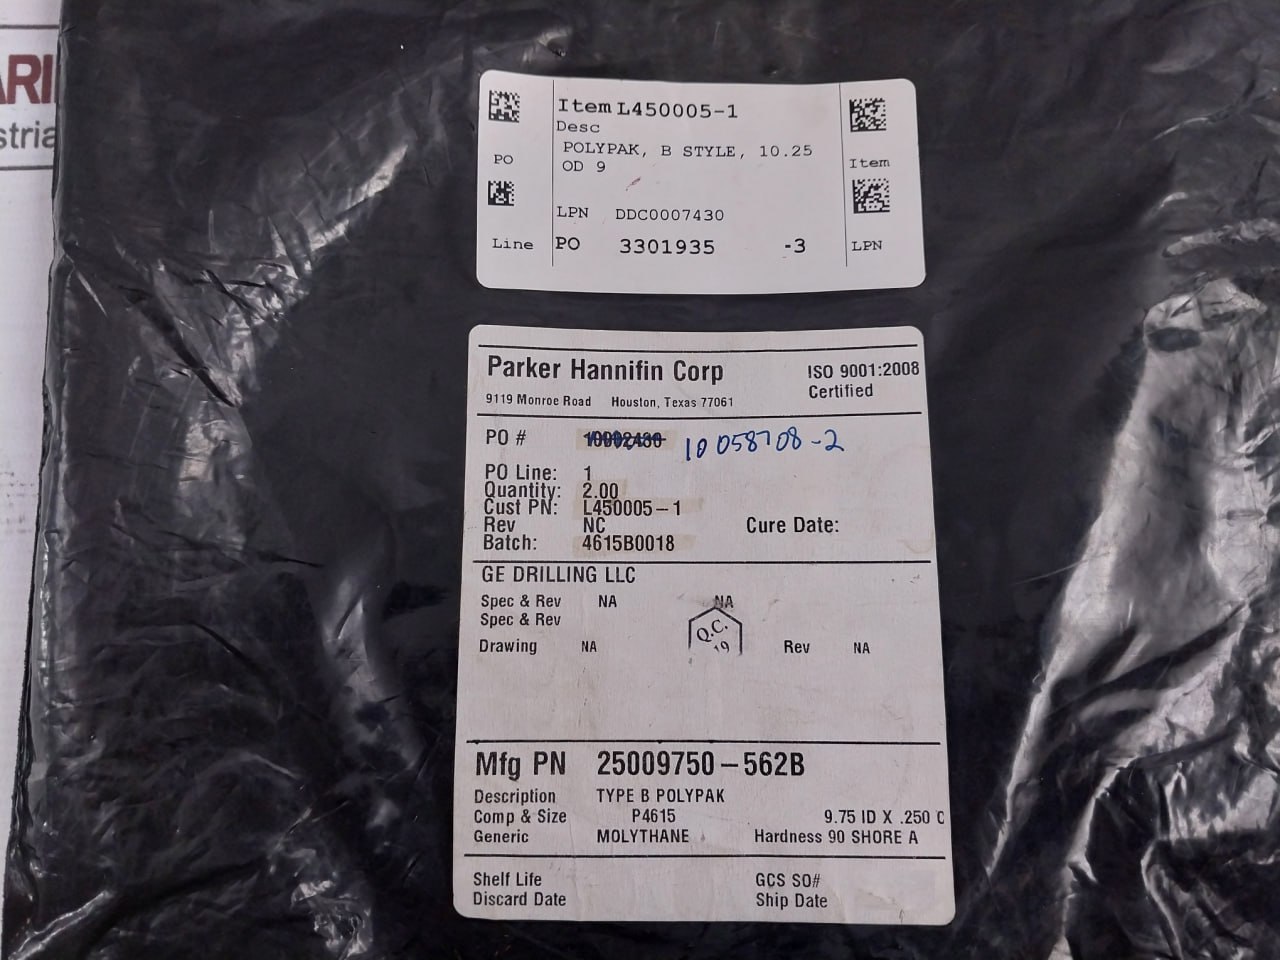 ARI
stria
Item L450005-1
Desc
POLYPAK, B STYLE, 10.25
OD 9
PO
Item
LPN DDC0007430
Line
PO 3301935 -3
LPN
Parker Hannifin Corp
ISO 9001:2008
Certified
9119 Monroe Road Houston, Texas 77061
PO # 10002430 10058708-2
PO Line: 1
Quantity: 2.00
Cust PN: L450005-1
Rev NC
Cure Date:
Batch: 4615B0018
GE DRILLING LLC
Spec & Rev NA NA
Spec & Rev
Q.C.
19
Drawing NA Rev NA
Mfg PN 25009750-562B
Description TYPE B POLYPAK
Comp & Size P4615 9.75 ID X .250 C
Generic MOLYTHANE Hardness 90 SHORE A
Shelf Life GCS SO#
Discard Date Ship Date